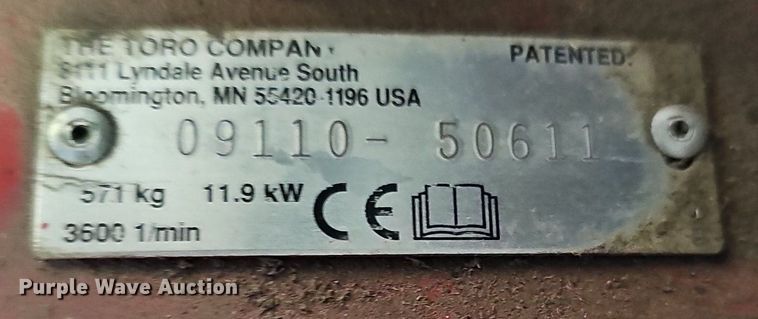 THE TORO COMPANY
PATENTED.
8111 Lyndale Avenue South
Bloomington, MN 55420-1196 USA
09110- 50611
571 kg 11.9 kW CE
3600 1/min
Purple Wave Auction